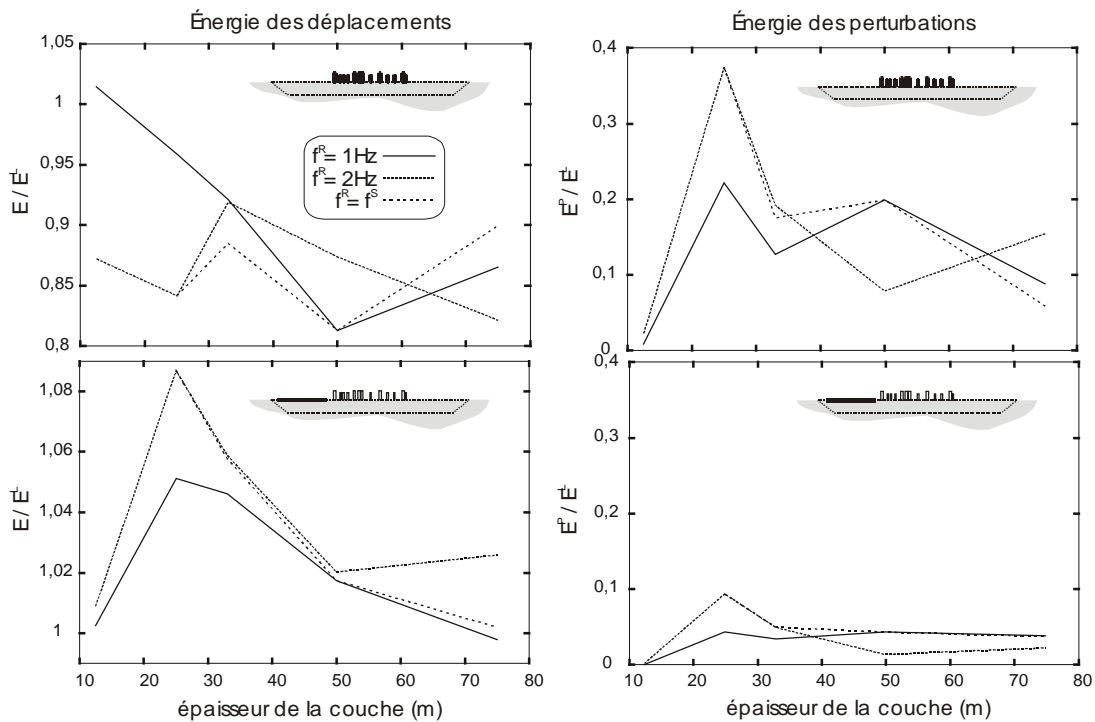 Énergie des déplacements
Énergie des perturbations
1,05
1
0,95
0,9
0,85
0,8
E / E^L
f^R = 1Hz
f^R = 2Hz
f^R = f^S
0,4
0,3
0,2
0,1
0
E^P / E^L
1,08
1,06
1,04
1,02
1
E / E^L
10 20 30 40 50 60 70 80
épaisseur de la couche (m)
0,4
0,3
0,2
0,1
0
E^P / E^L
10 20 30 40 50 60 70 80
épaisseur de la couche (m)